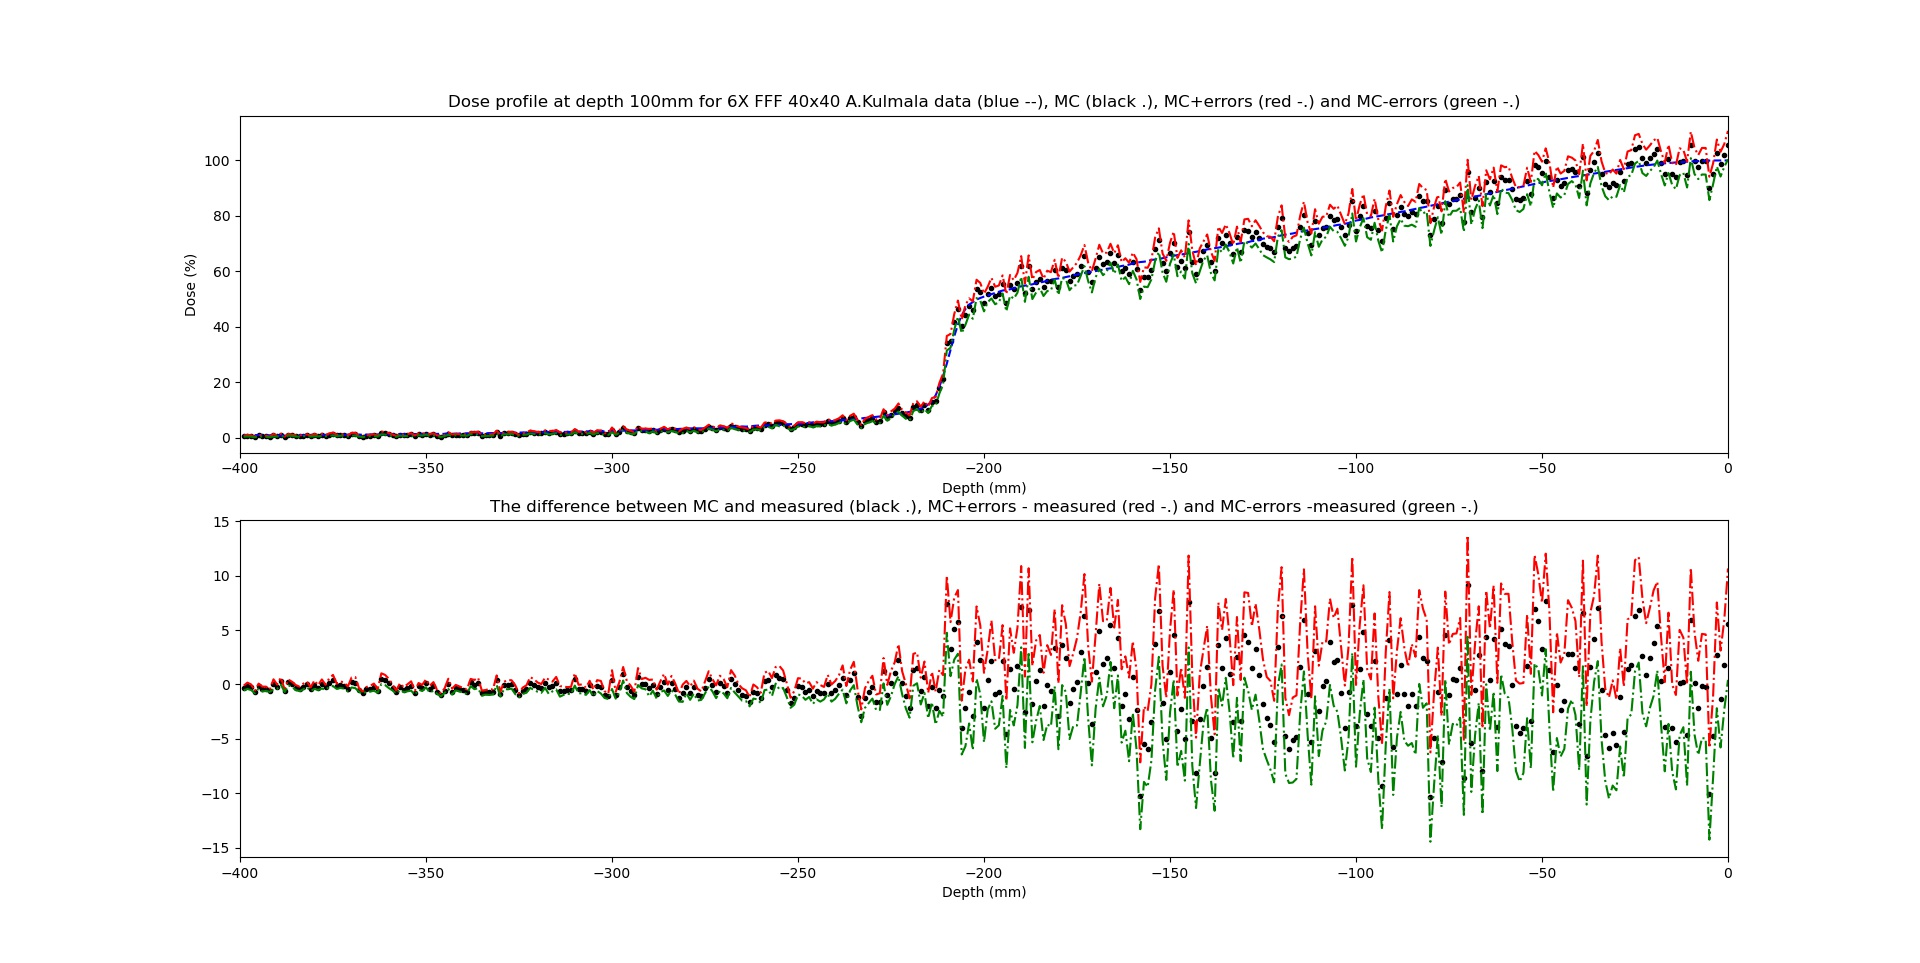 Dose profile at depth 100mm for 6X FFF 40x40 A.Kulmala data (blue --), MC (black .), MC+errors (red -.) and MC-errors (green -.)
100
80
60
40
20
0
Dose (%)
−400 −350 −300 −250 −200 −150 −100 −50 0
Depth (mm)
The difference between MC and measured (black .), MC+errors - measured (red -.) and MC-errors -measured (green -.)
15
10
5
0
−5
−10
−15
−400 −350 −300 −250 −200 −150 −100 −50 0
Depth (mm)